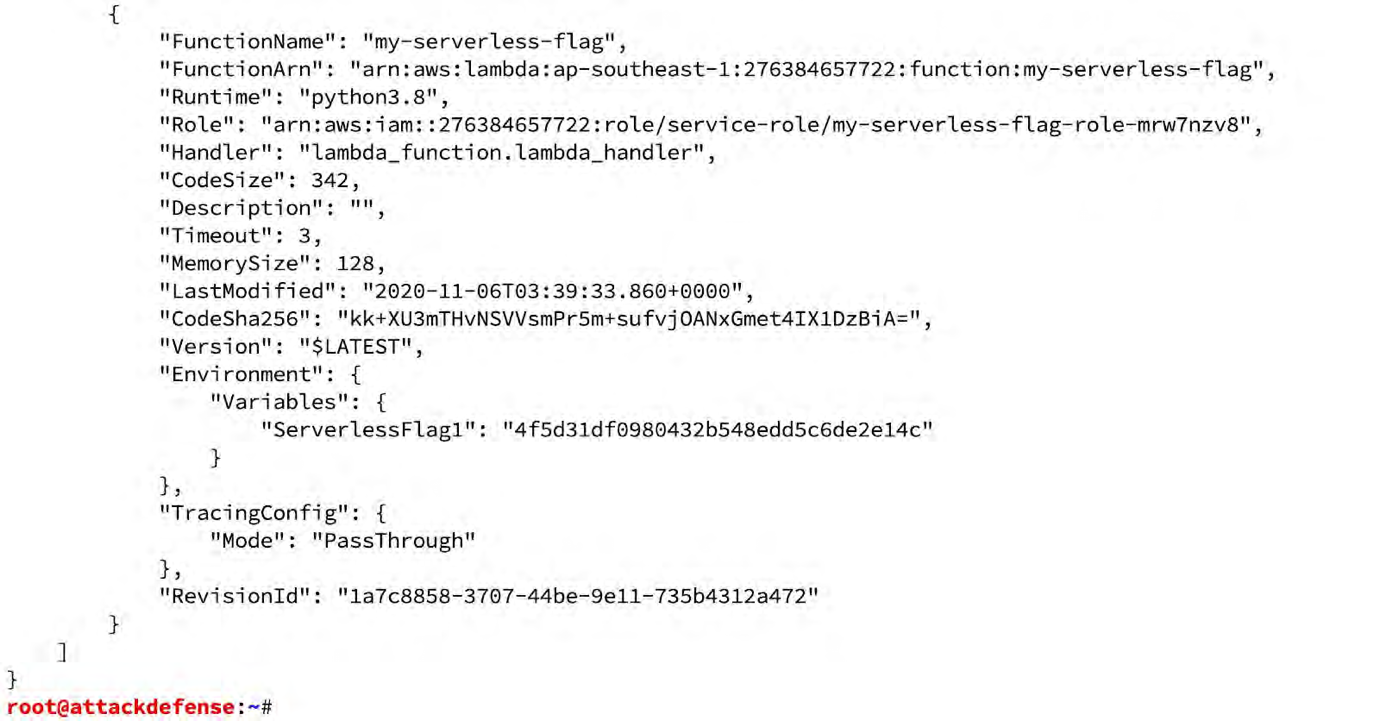 {
"FunctionName": "my-serverless-flag",
"FunctionArn": "arn:aws:lambda:ap-southeast-1:276384657722:function:my-serverless-flag",
"Runtime": "python3.8",
"Role": "arn:aws:iam::276384657722:role/service-role/my-serverless-flag-role-mrw7nzv8",
"Handler": "lambda_function.lambda_handler",
"CodeSize": 342,
"Description": "",
"Timeout": 3,
"MemorySize": 128,
"LastModified": "2020-11-06T03:39:33.860+0000",
"CodeSha256": "kk+XU3mTHvNSVVsmPr5m+sufvjOANxGmet4IX1DzBiA=",
"Version": "$LATEST",
"Environment": {
"Variables": {
"ServerlessFlag1": "4f5d31df0980432b548edd5c6de2e14c"
}
},
"TracingConfig": {
"Mode": "PassThrough"
},
"RevisionId": "1a7c8858-3707-44be-9e11-735b4312a472"
}
]
}
root@attackdefense:~#